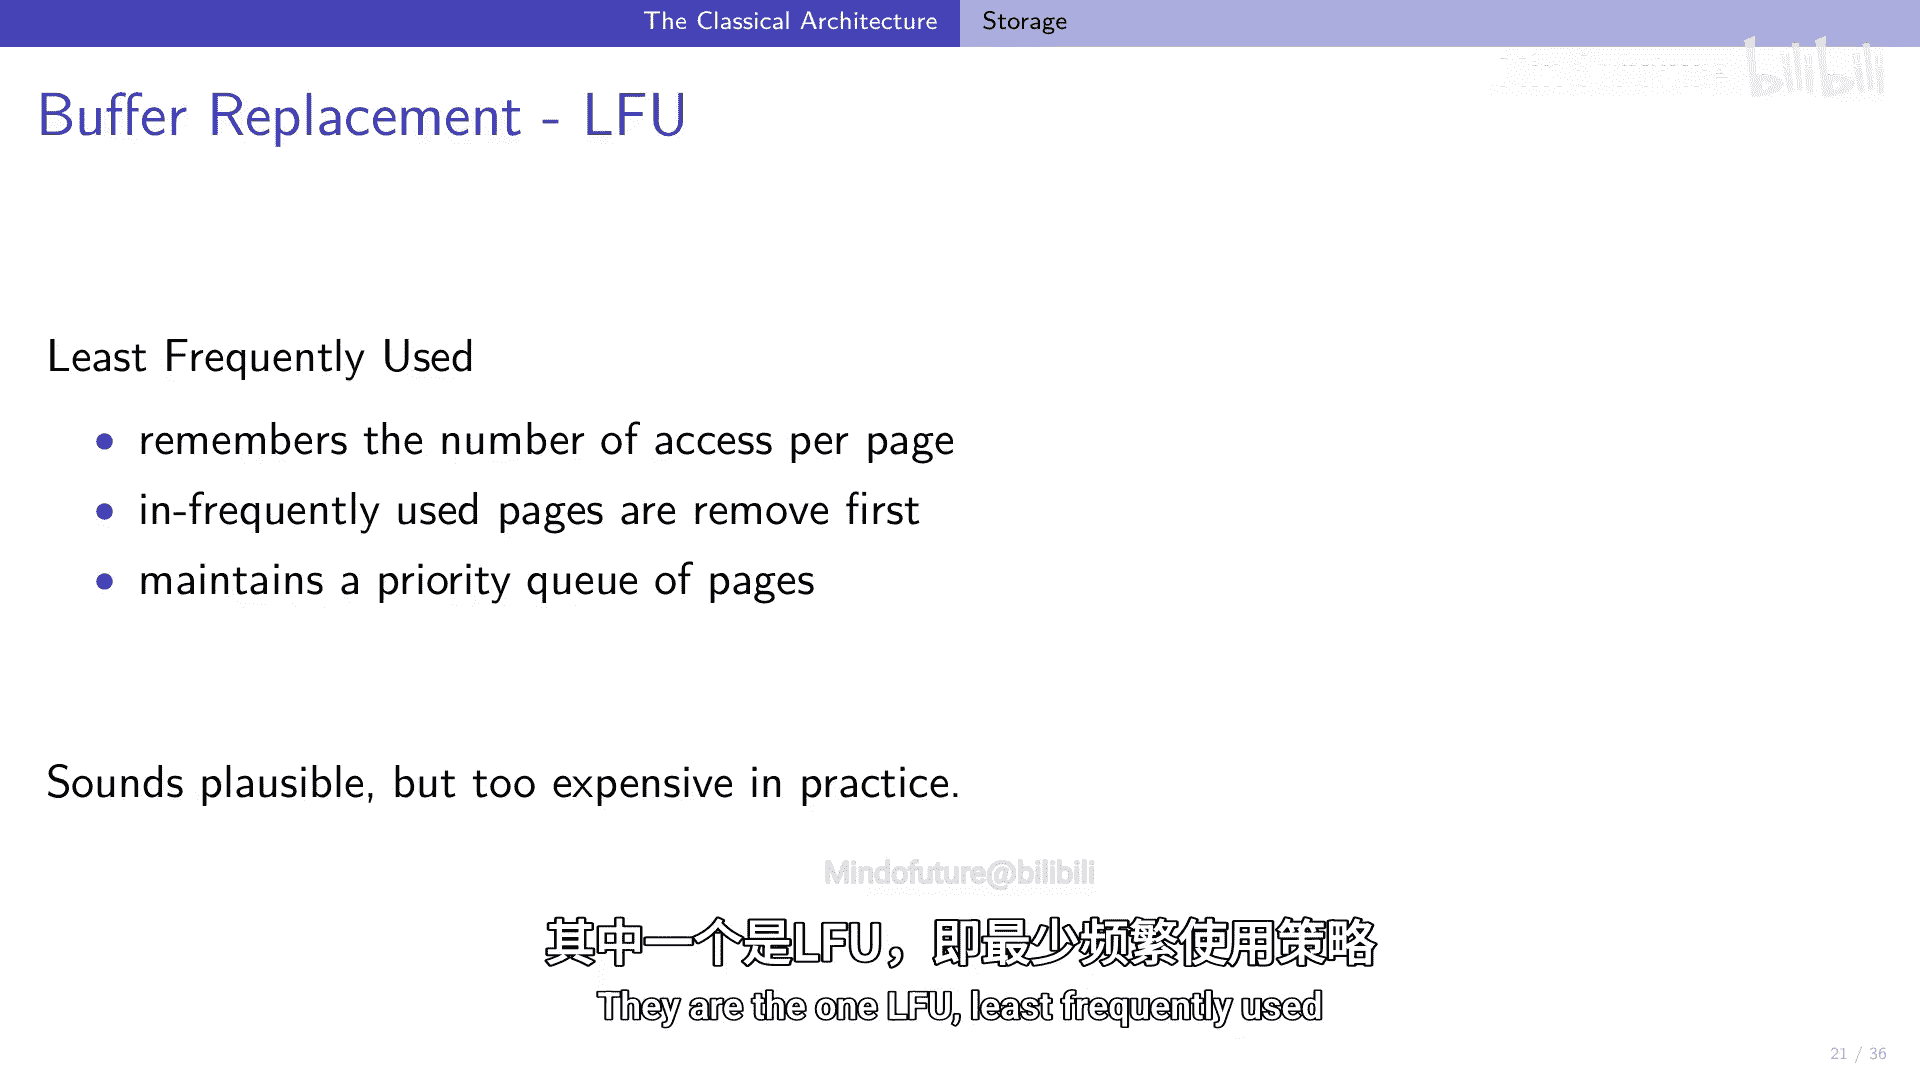 The Classical Architecture Storage
bilibili
Buffer Replacement - LFU
Least Frequently Used
• remembers the number of access per page
• in-frequently used pages are remove first
• maintains a priority queue of pages
Sounds plausible, but too expensive in practice.
Mindofuture@bilibili
其中一个是LFU，即最少频繁使用策略
They are the one LFU, least frequently used
21 / 36